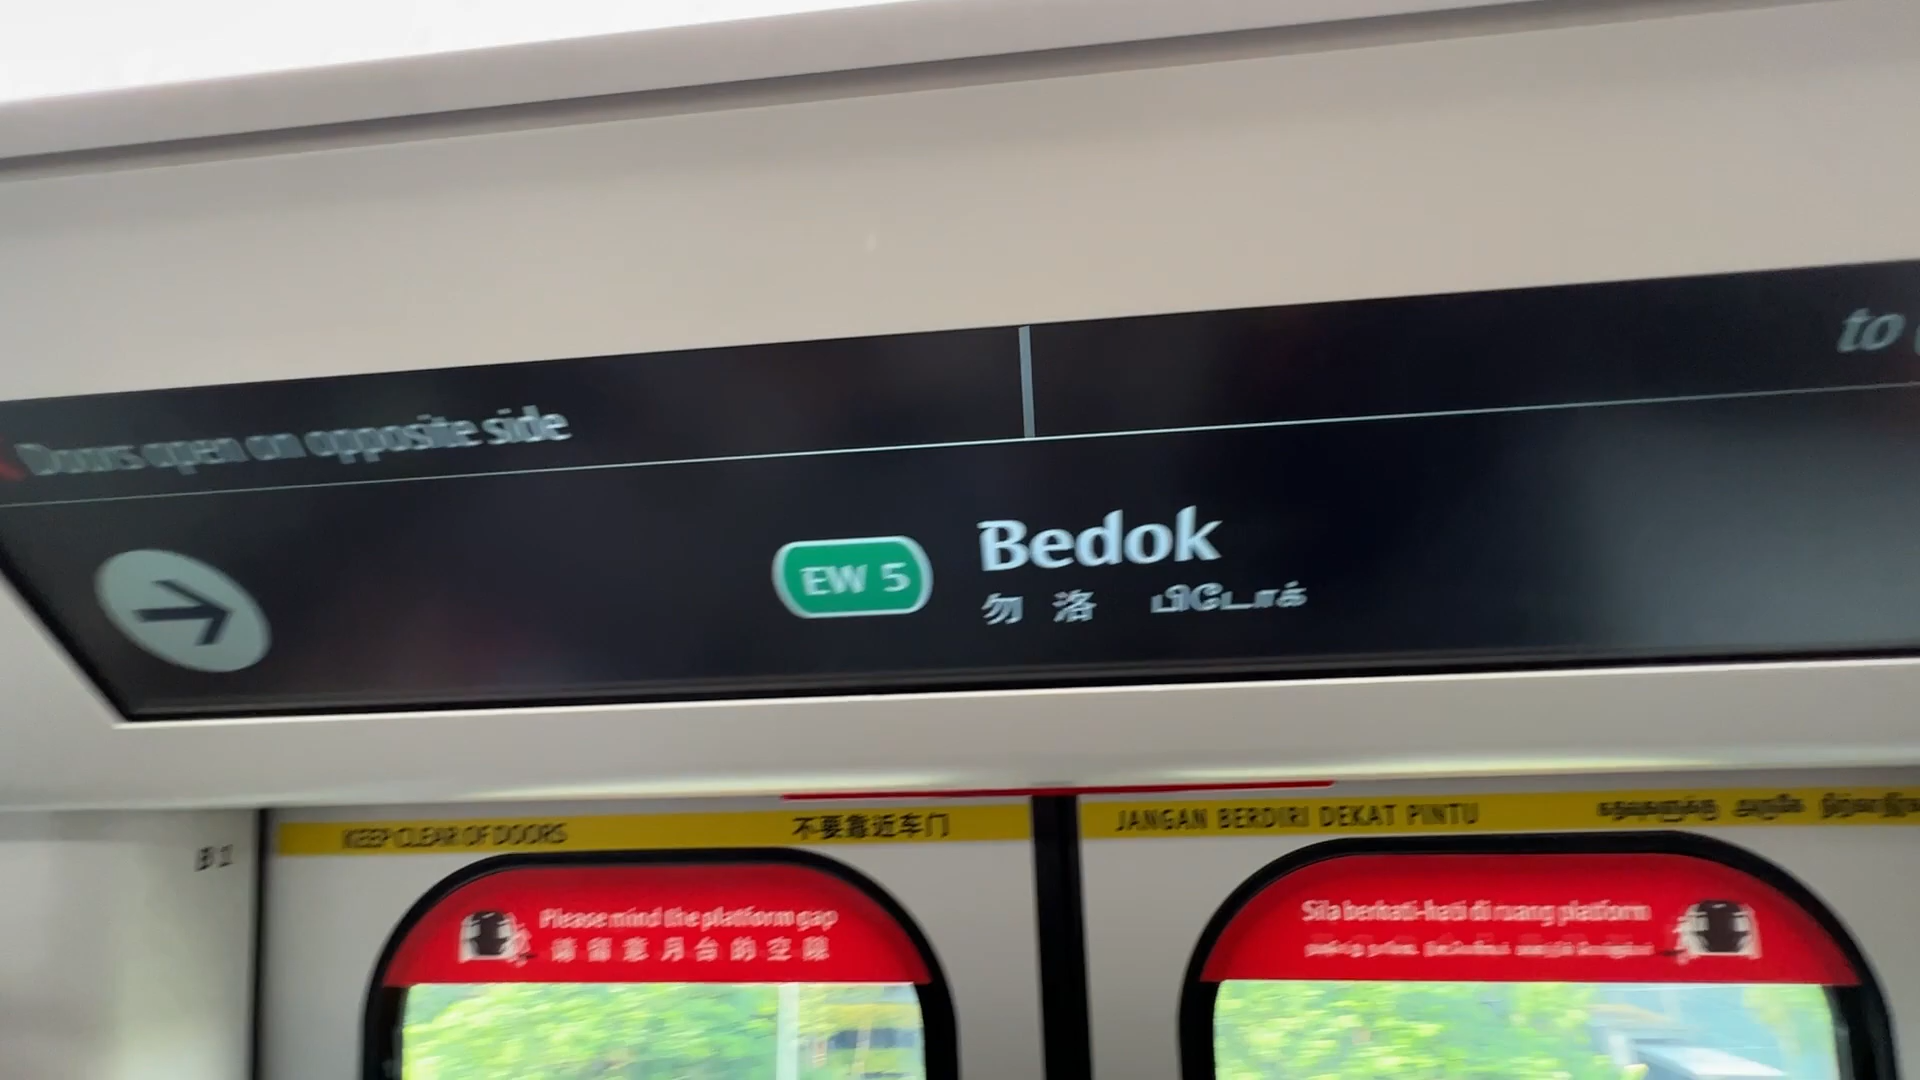 Doors open on opposite side
to
EW 5
Bedok
勿洛 பிடோக்
KEEP CLEAR OF DOORS 不要靠近车门 JANGAN BERDIRI DEKAT PINTU
B1
Please mind the platform gap
请留意月台的空隙
Sila berhati-hati di ruang platform